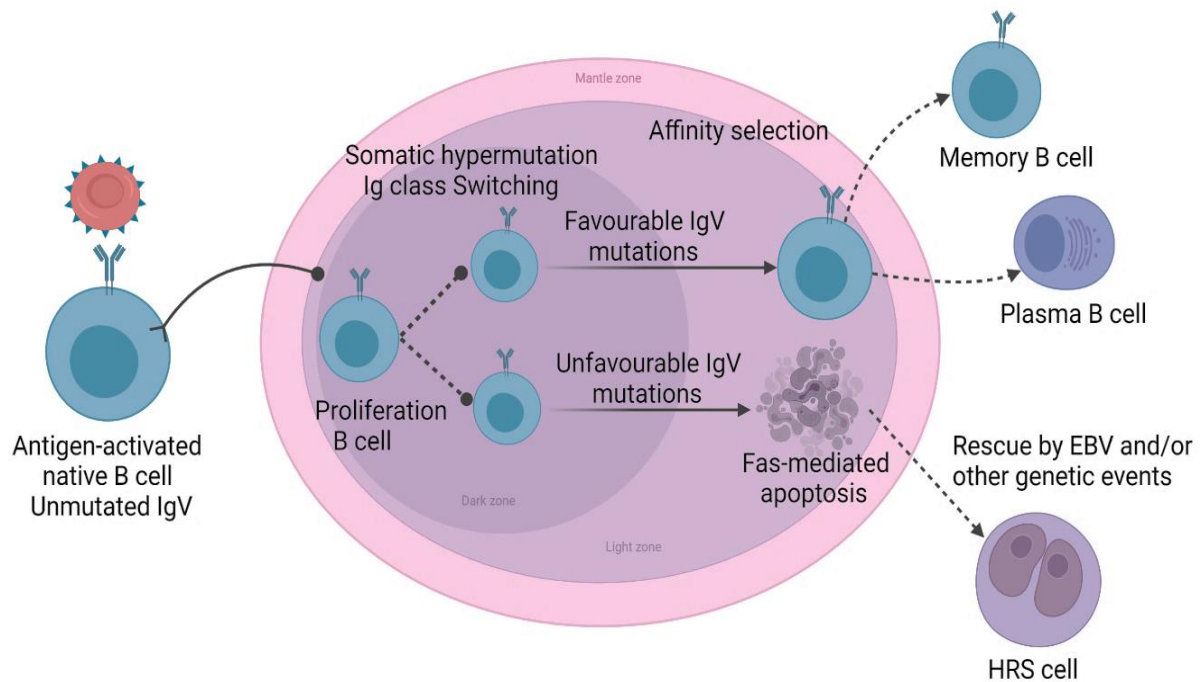 Mantle zone
Affinity selection
Memory B cell
Somatic hypermutation
Ig class Switching
Favourable IgV
mutations
Plasma B cell
Antigen-activated
native B cell
Unmutated IgV
Proliferation
B cell
Unfavourable IgV
mutations
Fas-mediated
apoptosis
Rescue by EBV and/or
other genetic events
Dark zone
Light zone
HRS cell